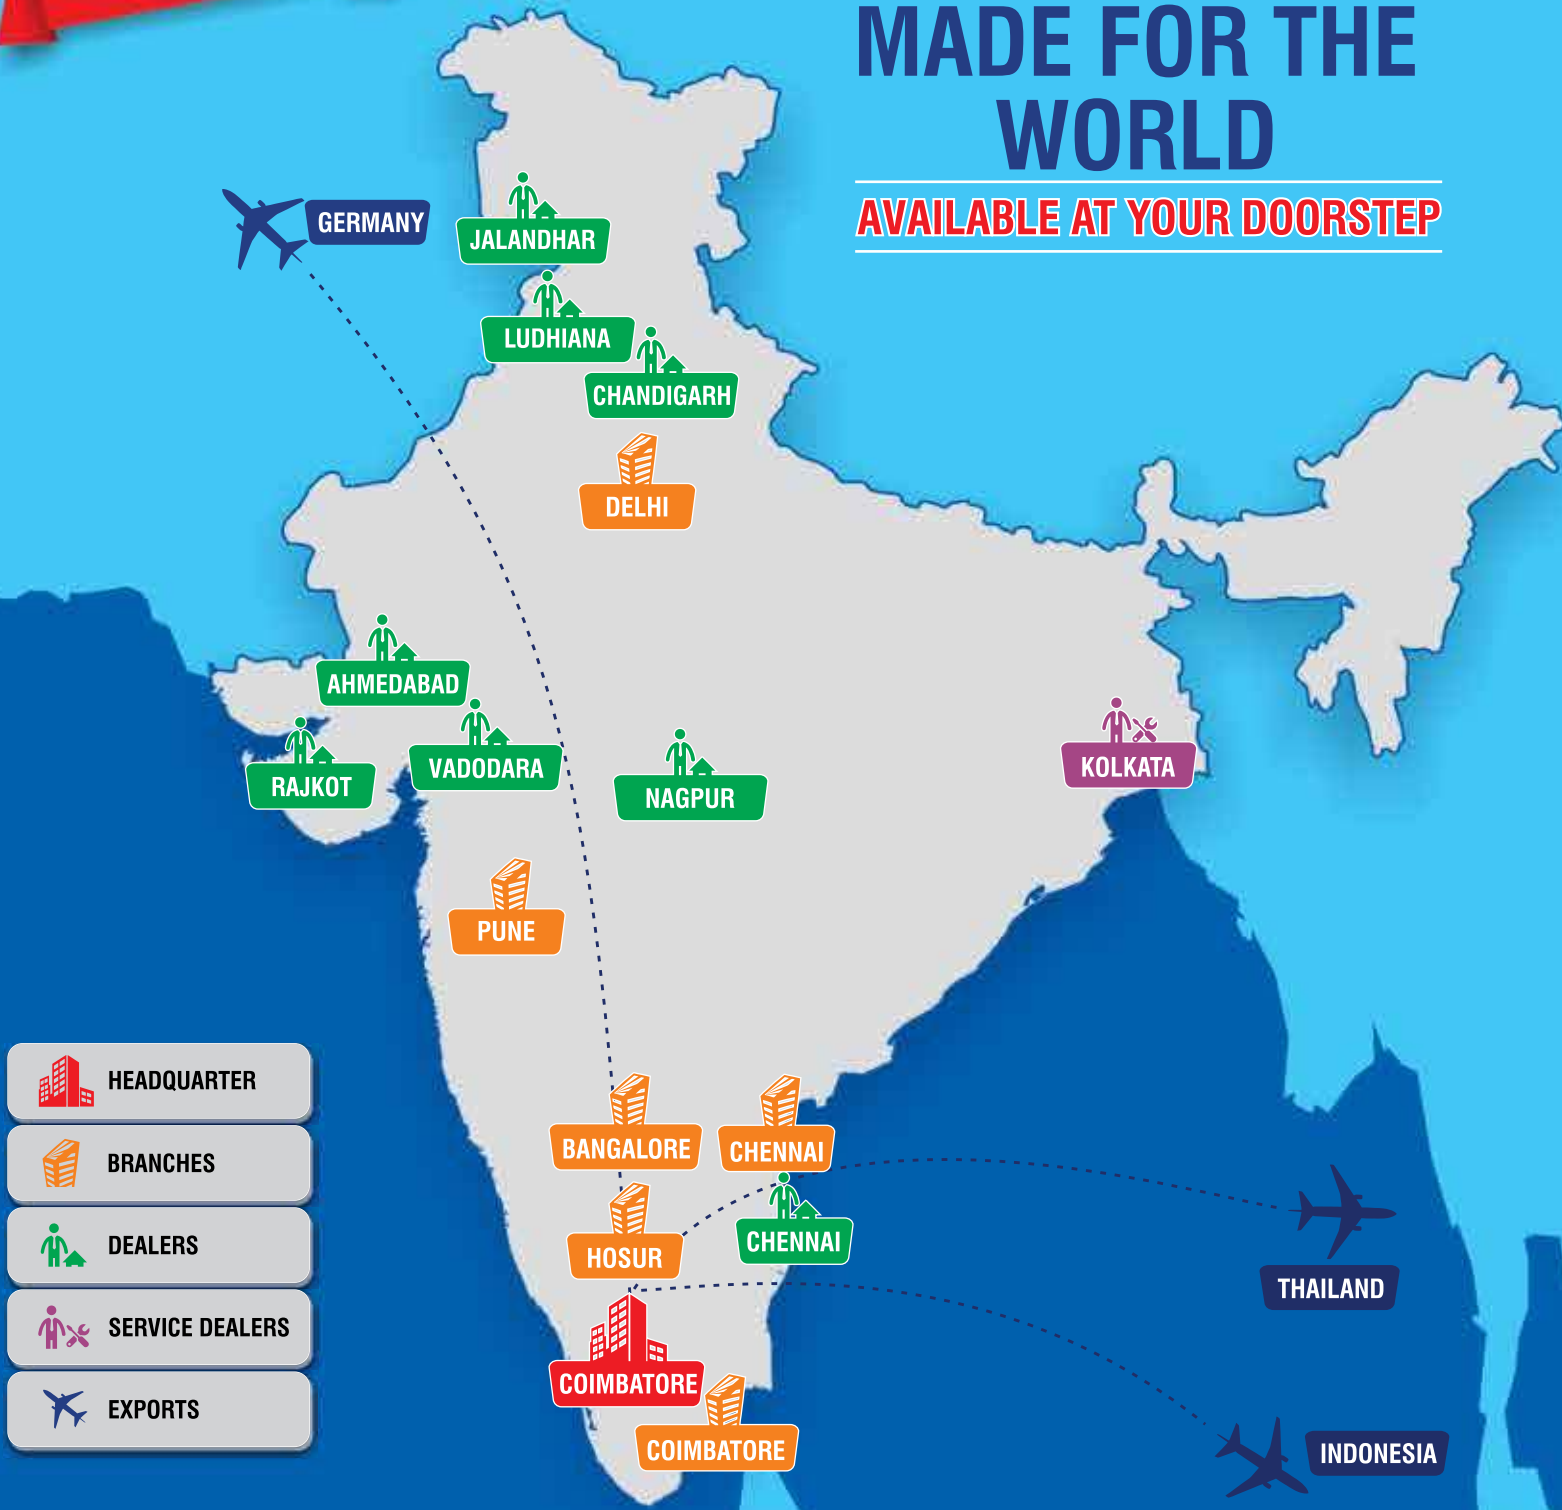 MADE FOR THE
WORLD
AVAILABLE AT YOUR DOORSTEP
GERMANY
JALANDHAR
LUDHIANA
CHANDIGARH
DELHI
AHMEDABAD
VADODARA
RAJKOT
NAGPUR
KOLKATA
PUNE
HEADQUARTER
BRANCHES
DEALERS
SERVICE DEALERS
EXPORTS
BANGALORE
CHENNAI
CHENNAI
HOSUR
THAILAND
COIMBATORE
COIMBATORE
INDONESIA